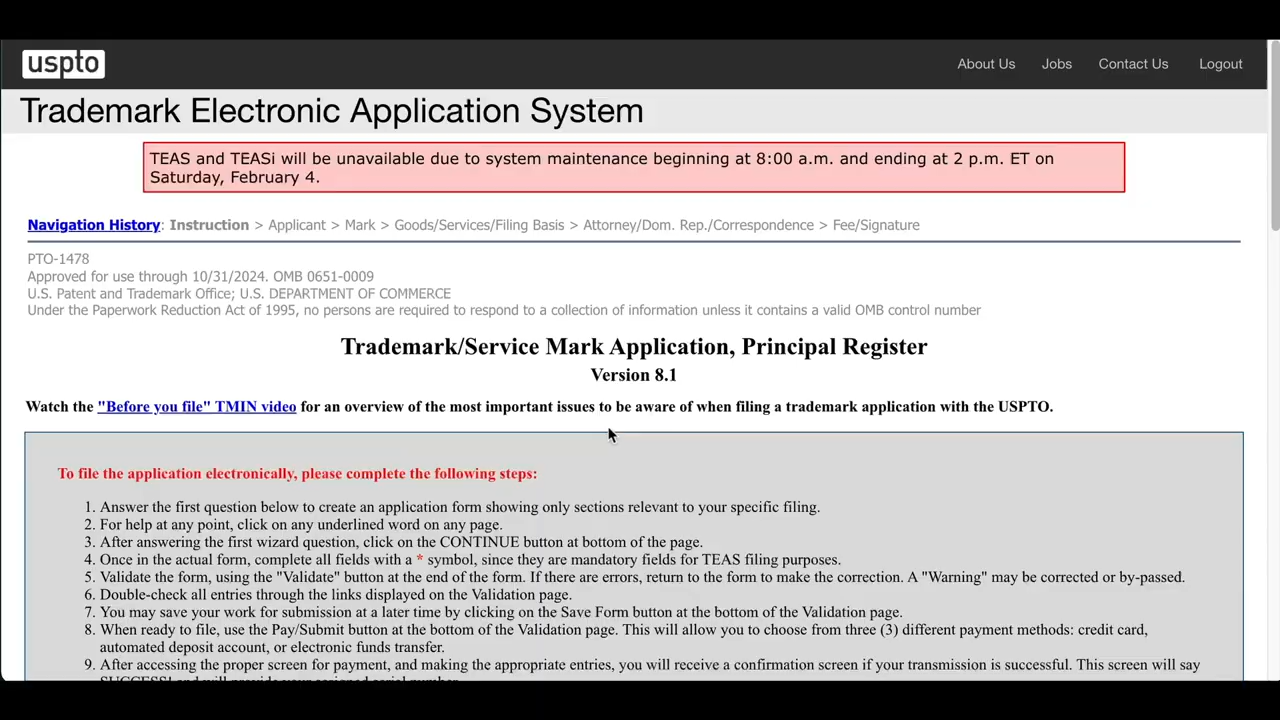 uspto
About Us Jobs Contact Us Logout
Trademark Electronic Application System
TEAS and TEASi will be unavailable due to system maintenance beginning at 8:00 a.m. and ending at 2 p.m. ET on
Saturday, February 4.
Navigation History: Instruction > Applicant > Mark > Goods/Services/Filing Basis > Attorney/Dom. Rep./Correspondence > Fee/Signature
PTO-1478
Approved for use through 10/31/2024. OMB 0651-0009
U.S. Patent and Trademark Office; U.S. DEPARTMENT OF COMMERCE
Under the Paperwork Reduction Act of 1995, no persons are required to respond to a collection of information unless it contains a valid OMB control number
Trademark/Service Mark Application, Principal Register
Version 8.1
Watch the "Before you file" TMIN video for an overview of the most important issues to be aware of when filing a trademark application with the USPTO.
To file the application electronically, please complete the following steps:
1. Answer the first question below to create an application form showing only sections relevant to your specific filing.
2. For help at any point, click on any underlined word on any page.
3. After answering the first wizard question, click on the CONTINUE button at bottom of the page.
4. Once in the actual form, complete all fields with a * symbol, since they are mandatory fields for TEAS filing purposes.
5. Validate the form, using the "Validate" button at the end of the form. If there are errors, return to the form to make the correction. A "Warning" may be corrected or by-passed.
6. Double-check all entries through the links displayed on the Validation page.
7. You may save your work for submission at a later time by clicking on the Save Form button at the bottom of the Validation page.
8. When ready to file, use the Pay/Submit button at the bottom of the Validation page. This will allow you to choose from three (3) different payment methods: credit card,
automated deposit account, or electronic funds transfer.
9. After accessing the proper screen for payment, and making the appropriate entries, you will receive a confirmation screen if your transmission is successful. This screen will say
SUCCESS! and will provide your assigned serial number.